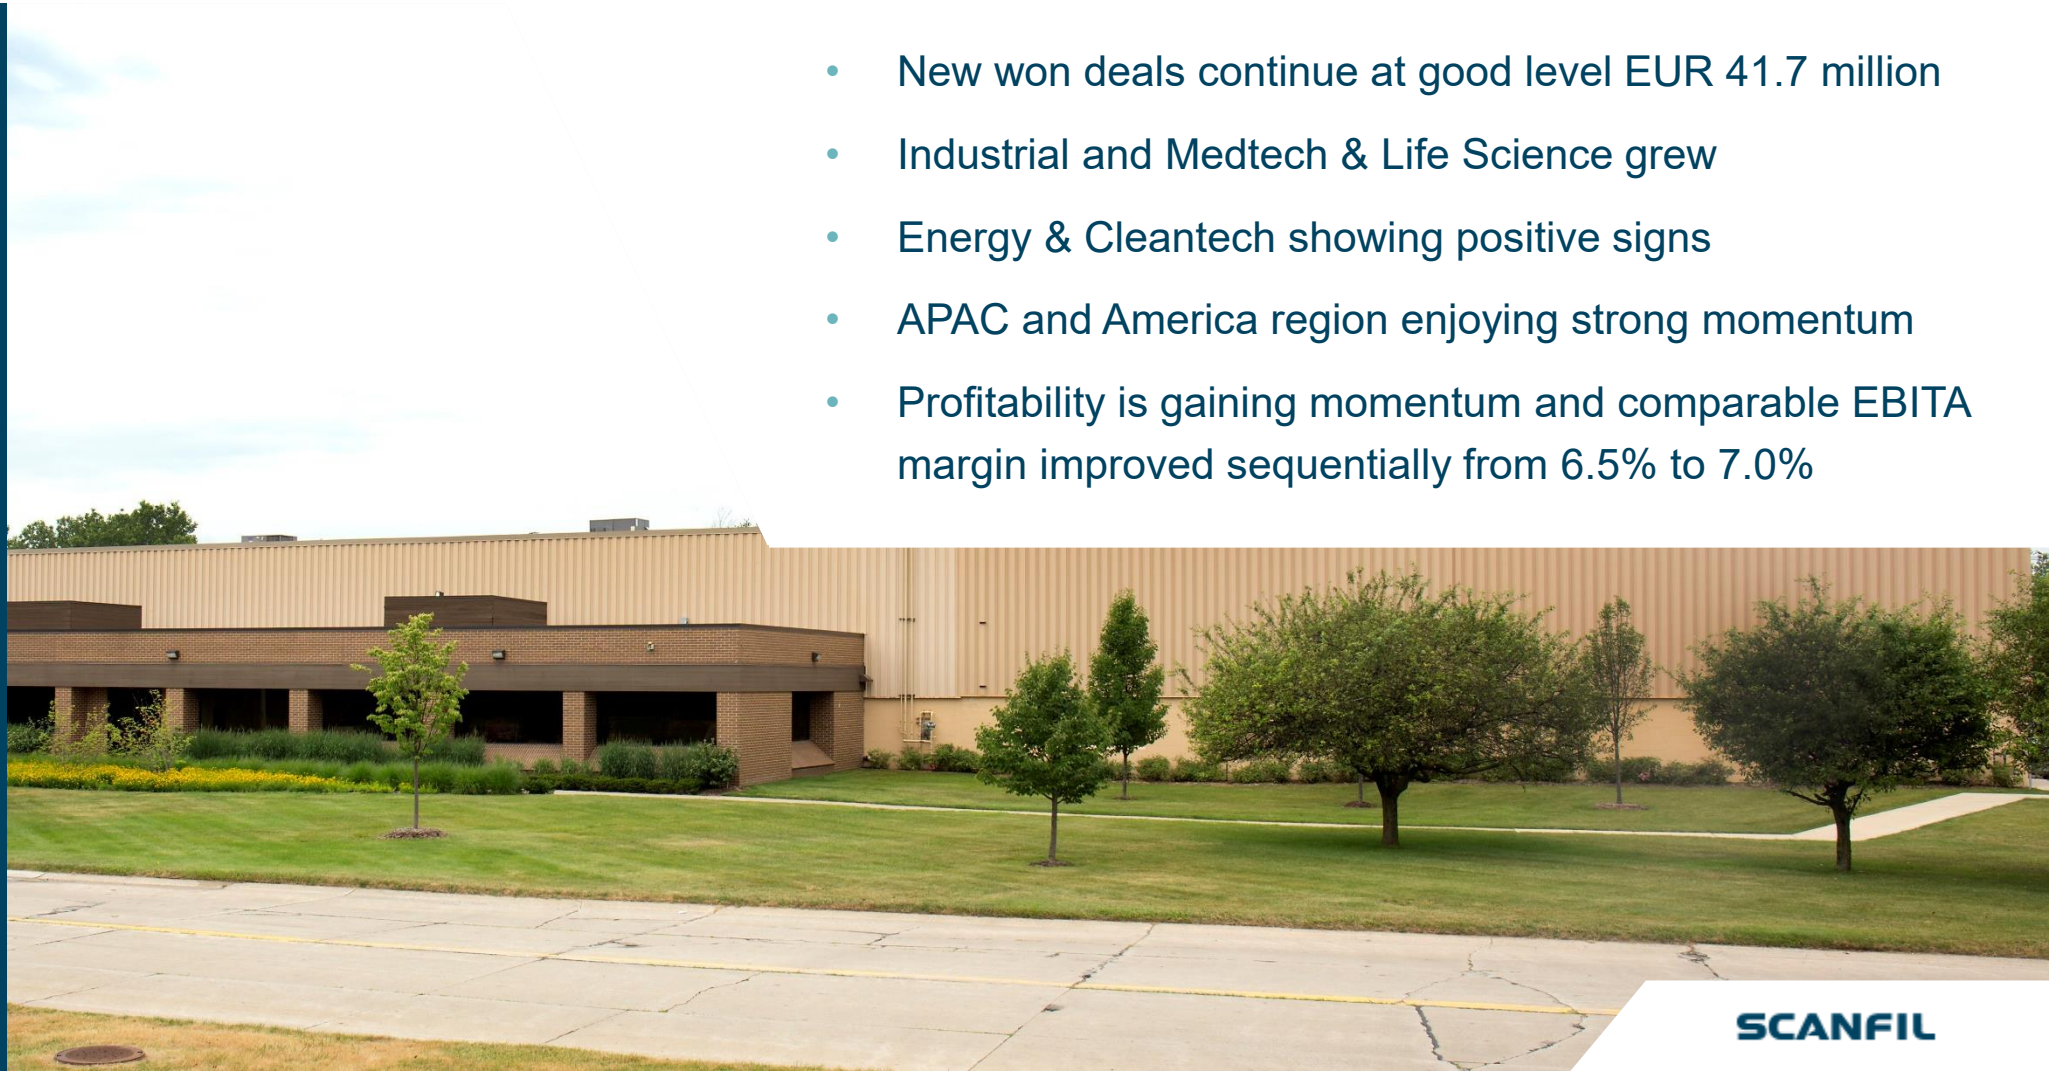 • New won deals continue at good level EUR 41.7 million
• Industrial and Medtech & Life Science grew
• Energy & Cleantech showing positive signs
• APAC and America region enjoying strong momentum
• Profitability is gaining momentum and comparable EBITA
margin improved sequentially from 6.5% to 7.0%
SCANFIL